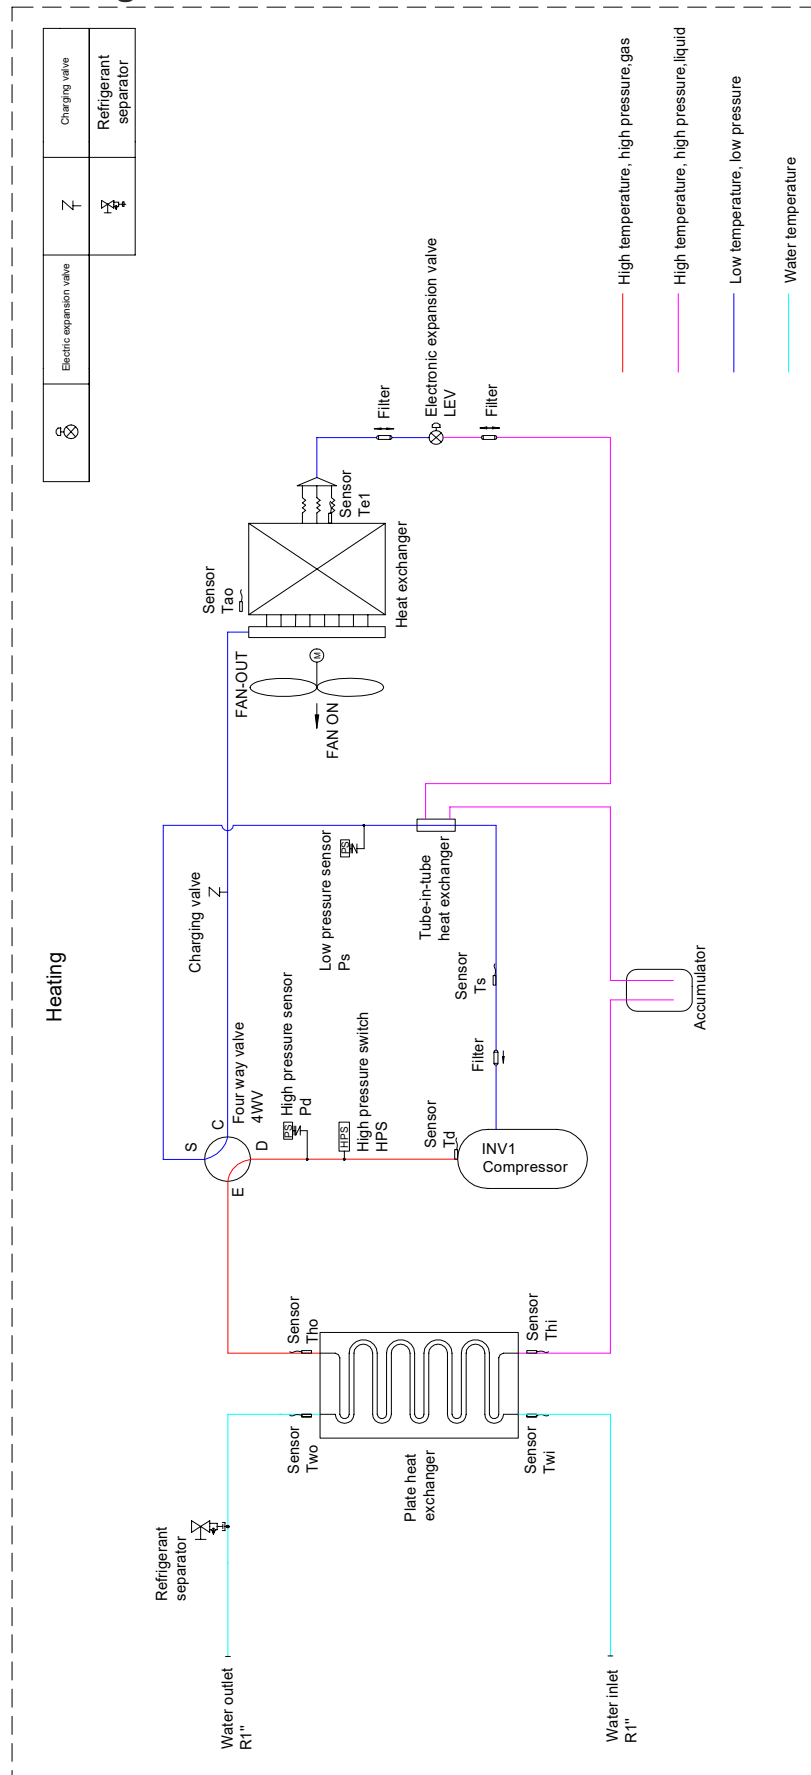 Heating
Electric expansion valve
Charging valve
Refrigerant
separator
Water outlet
R1"
Refrigerant
separator
Sensor
Two
Sensor
Tho
Plate heat
exchanger
Sensor
Twi
Sensor
Thi
Water inlet
R1"
S
C
E
D
Four way valve
4WV
Charging valve
PS
High pressure sensor
Pd
HPS
High pressure switch
HPS
Sensor
Td
INV1
Compressor
Filter
Sensor
Ts
PS
Low pressure sensor
Ps
Tube-in-tube
heat exchanger
Accumulator
FAN-OUT
M
FAN ON
Sensor
Tao
Heat exchanger
Sensor
Te1
Filter
Electronic expansion valve
LEV
Filter
High temperature, high pressure,gas
High temperature, high pressure,liquid
Low temperature, low pressure
Water temperature